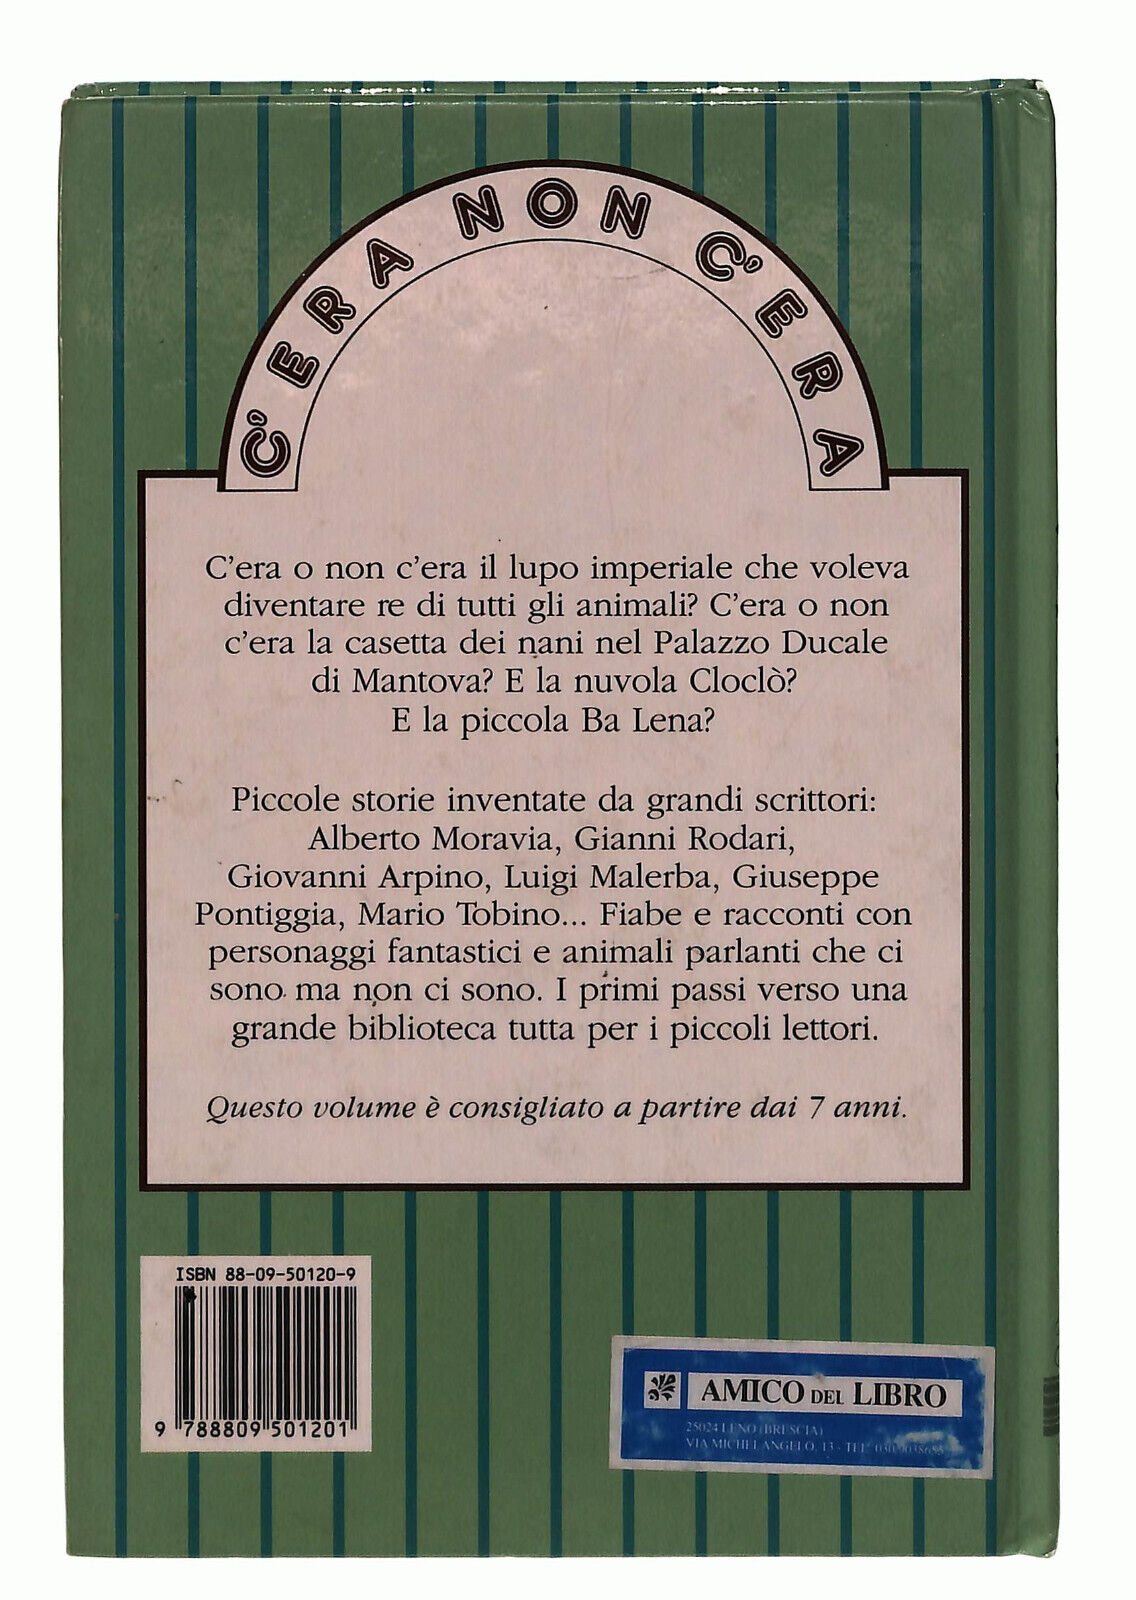 C'ERA NON C'ERA
C'era o non c'era il lupo imperiale che voleva
diventare re di tutti gli animali? C'era o non
c'era la casetta dei nani nel Palazzo Ducale
di Mantova? E la nuvola Cloclò?
E la piccola Ba Lena?
Piccole storie inventate da grandi scrittori:
Alberto Moravia, Gianni Rodari,
Giovanni Arpino, Luigi Malerba, Giuseppe
Pontiggia, Mario Tobino... Fiabe e racconti con
personaggi fantastici e animali parlanti che ci
sono ma non ci sono. I primi passi verso una
grande biblioteca tutta per i piccoli lettori.
Questo volume è consigliato a partire dai 7 anni.
ISBN 88-09-50120-9
9 788809 501201
AMICO DEL LIBRO
25024 LENO (BRESCIA)
VIA MICHELANGELO, 13 - TEL.